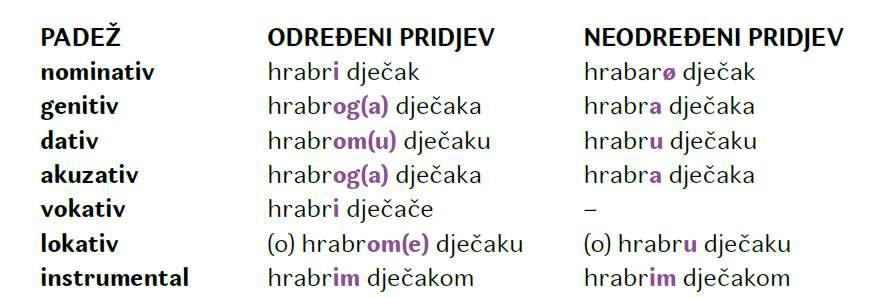 PADEŽ ODREĐENI PRIDJEV NEODREĐENI PRIDJEV
nominativ hrabri dječak hrabarø dječak
genitiv hrabrog(a) dječaka hrabra dječaka
dativ hrabrom(u) dječaku hrabru dječaku
akuzativ hrabrog(a) dječaka hrabra dječaka
vokativ hrabri dječače –
lokativ (o) hrabrom(e) dječaku (o) hrabru dječaku
instrumental hrabrim dječakom hrabrim dječakom